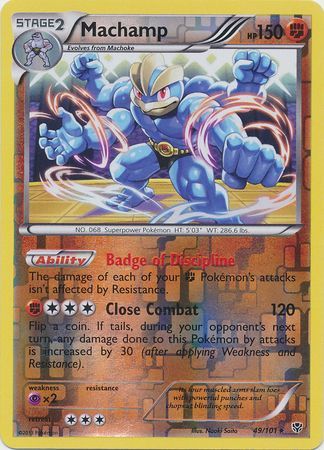 STAGE 2
Machamp
HP 150
Evolves from Machoke
NO. 068 Superpower Pokémon HT: 5'03" WT: 286.6 lbs.
Ability Badge of Discipline
The damage of each of your Pokémon's attacks
isn't affected by Resistance.
Close Combat 120
Flip a coin. If tails, during your opponent's
next turn, any damage done to this Pokémon by attacks
is increased by 30 (after applying Weakness and
Resistance).
weakness resistance
×2
retreat
Its four muscled arms slam foes
with powerful punches and
chops at blinding speed.
©2013 Pokémon
Illus. Naoki Saito
49/101